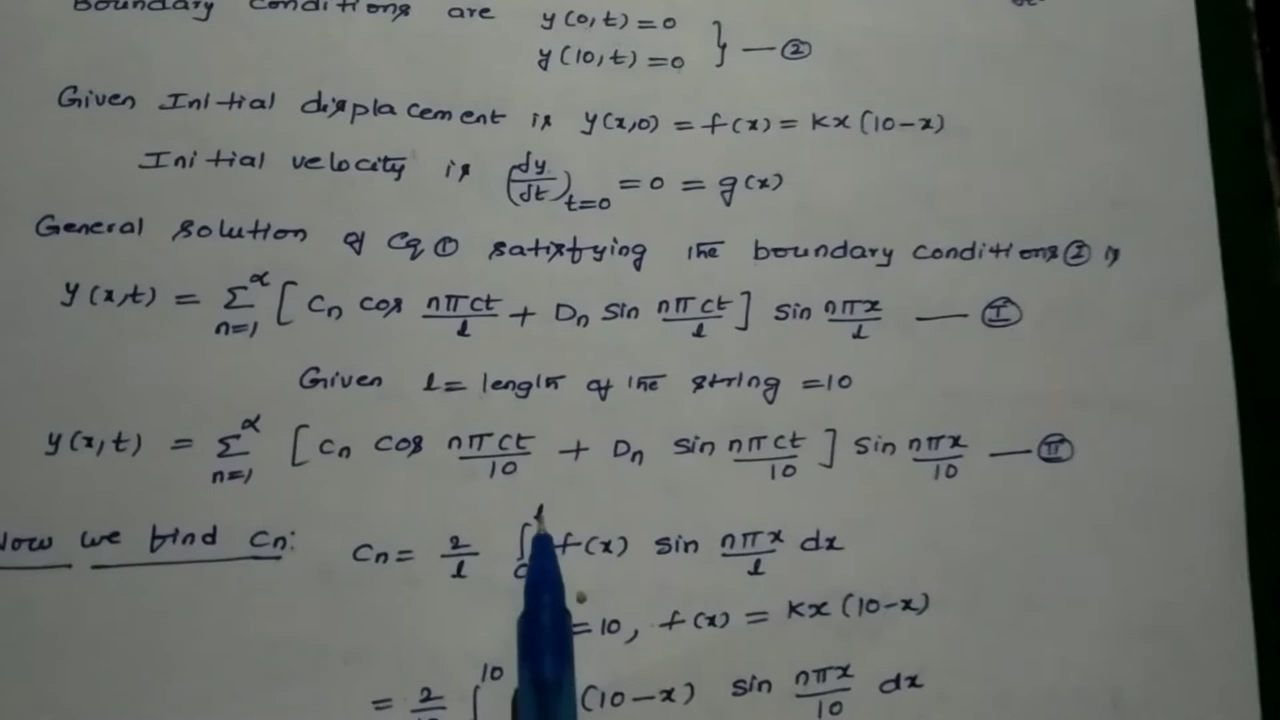 Boundary Conditions are y(0,t)=0
y(10,t)=0 } — ②
Given Initial displacement is y(x,0) = f(x) = Kx(10-x)
Initial velocity is (dy/dt)t=0 = 0 = g(x)
General solution of Eq ① satisfying the boundary conditions ② is
y(x,t) = Σ n=1 ∝ [ Cn cos nπct/l + Dn sin nπct/l ] sin nπx/l — Ⓘ
Given l = length of the string = 10
y(x,t) = Σ n=1 ∝ [ Cn cos nπct/10 + Dn sin nπct/10 ] sin nπx/10 — Ⓘⓘ
Now we find Cn: Cn = 2/l ∫ f(x) sin nπx/l dx
=10, f(x) = Kx(10-x)
= 2/ ∫ 10 (10-x) sin nπx/10 dx